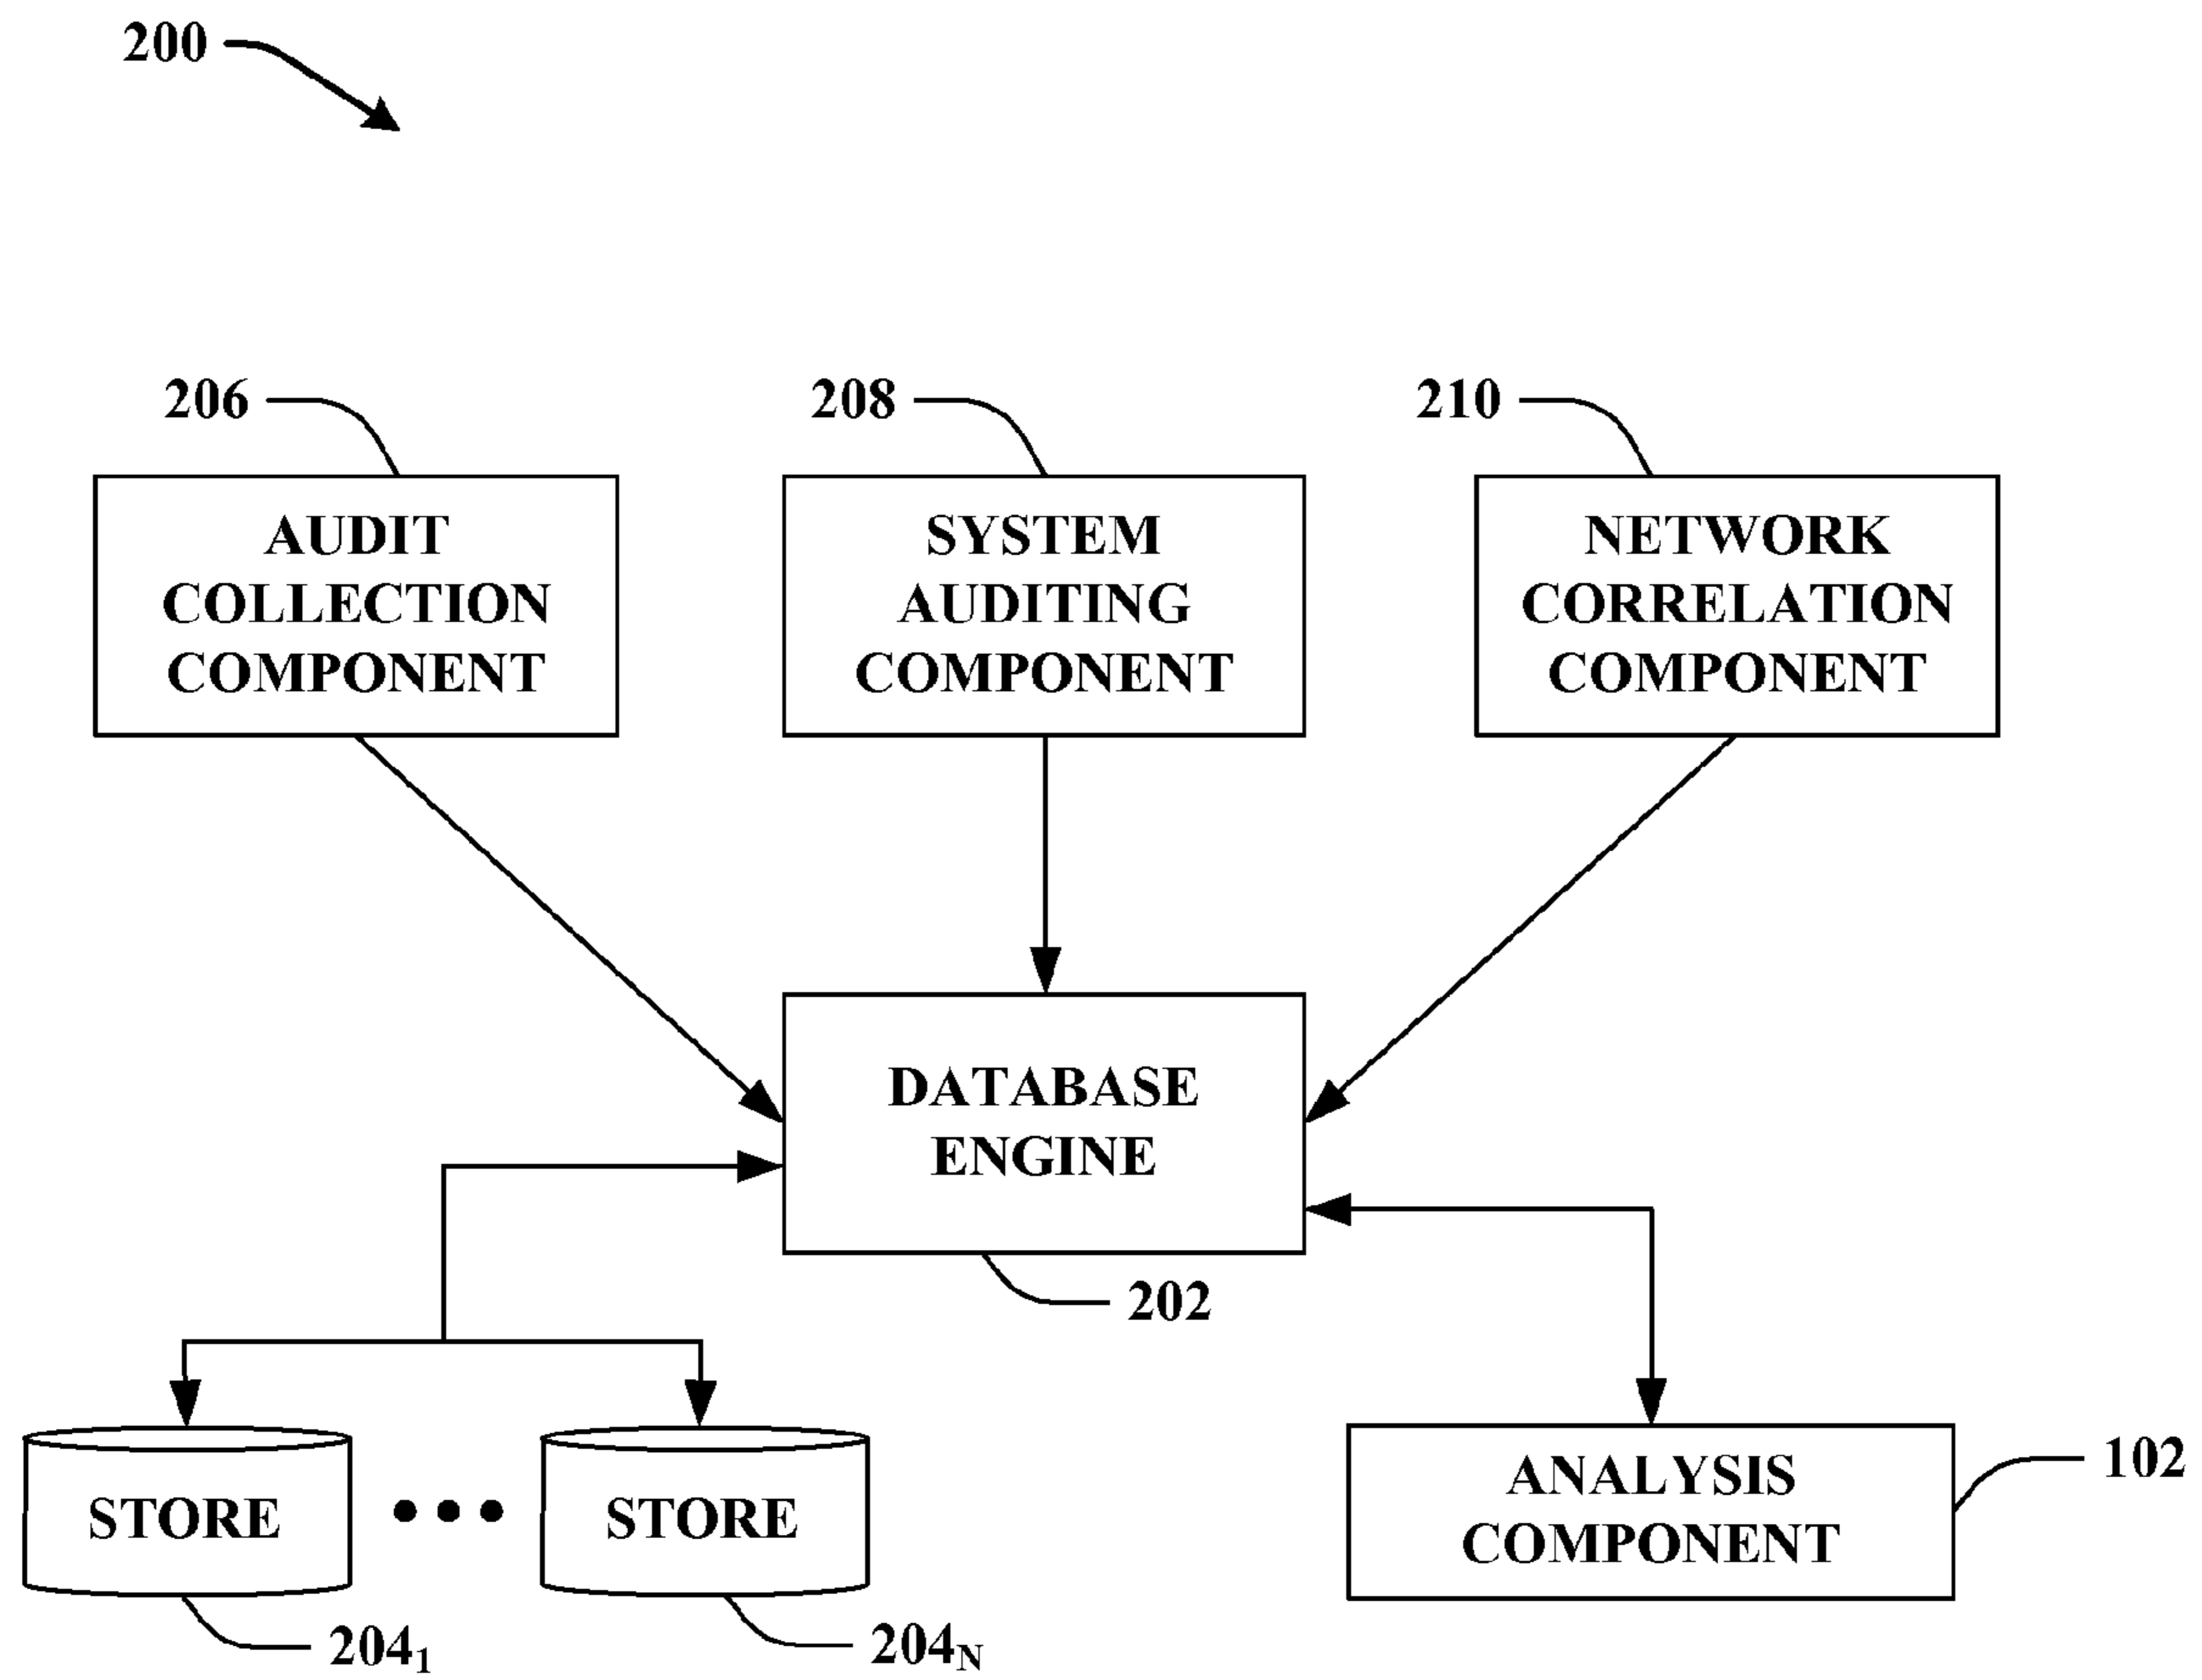 200
206
208
210
AUDIT
COLLECTION
COMPONENT
SYSTEM
AUDITING
COMPONENT
NETWORK
CORRELATION
COMPONENT
DATABASE
ENGINE
202
STORE
STORE
ANALYSIS
COMPONENT
102
204₁
204N